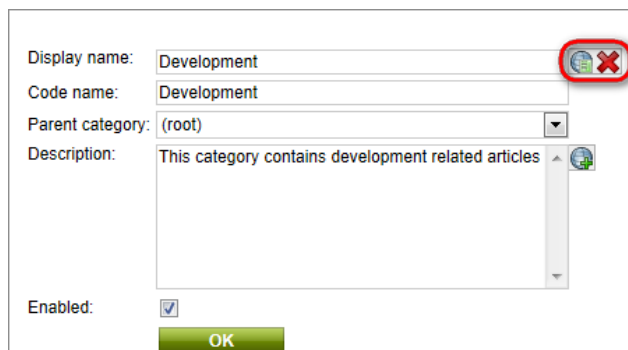 Display name: Development
Code name: Development
Parent category: (root)
Description: This category contains development related articles
Enabled:
OK